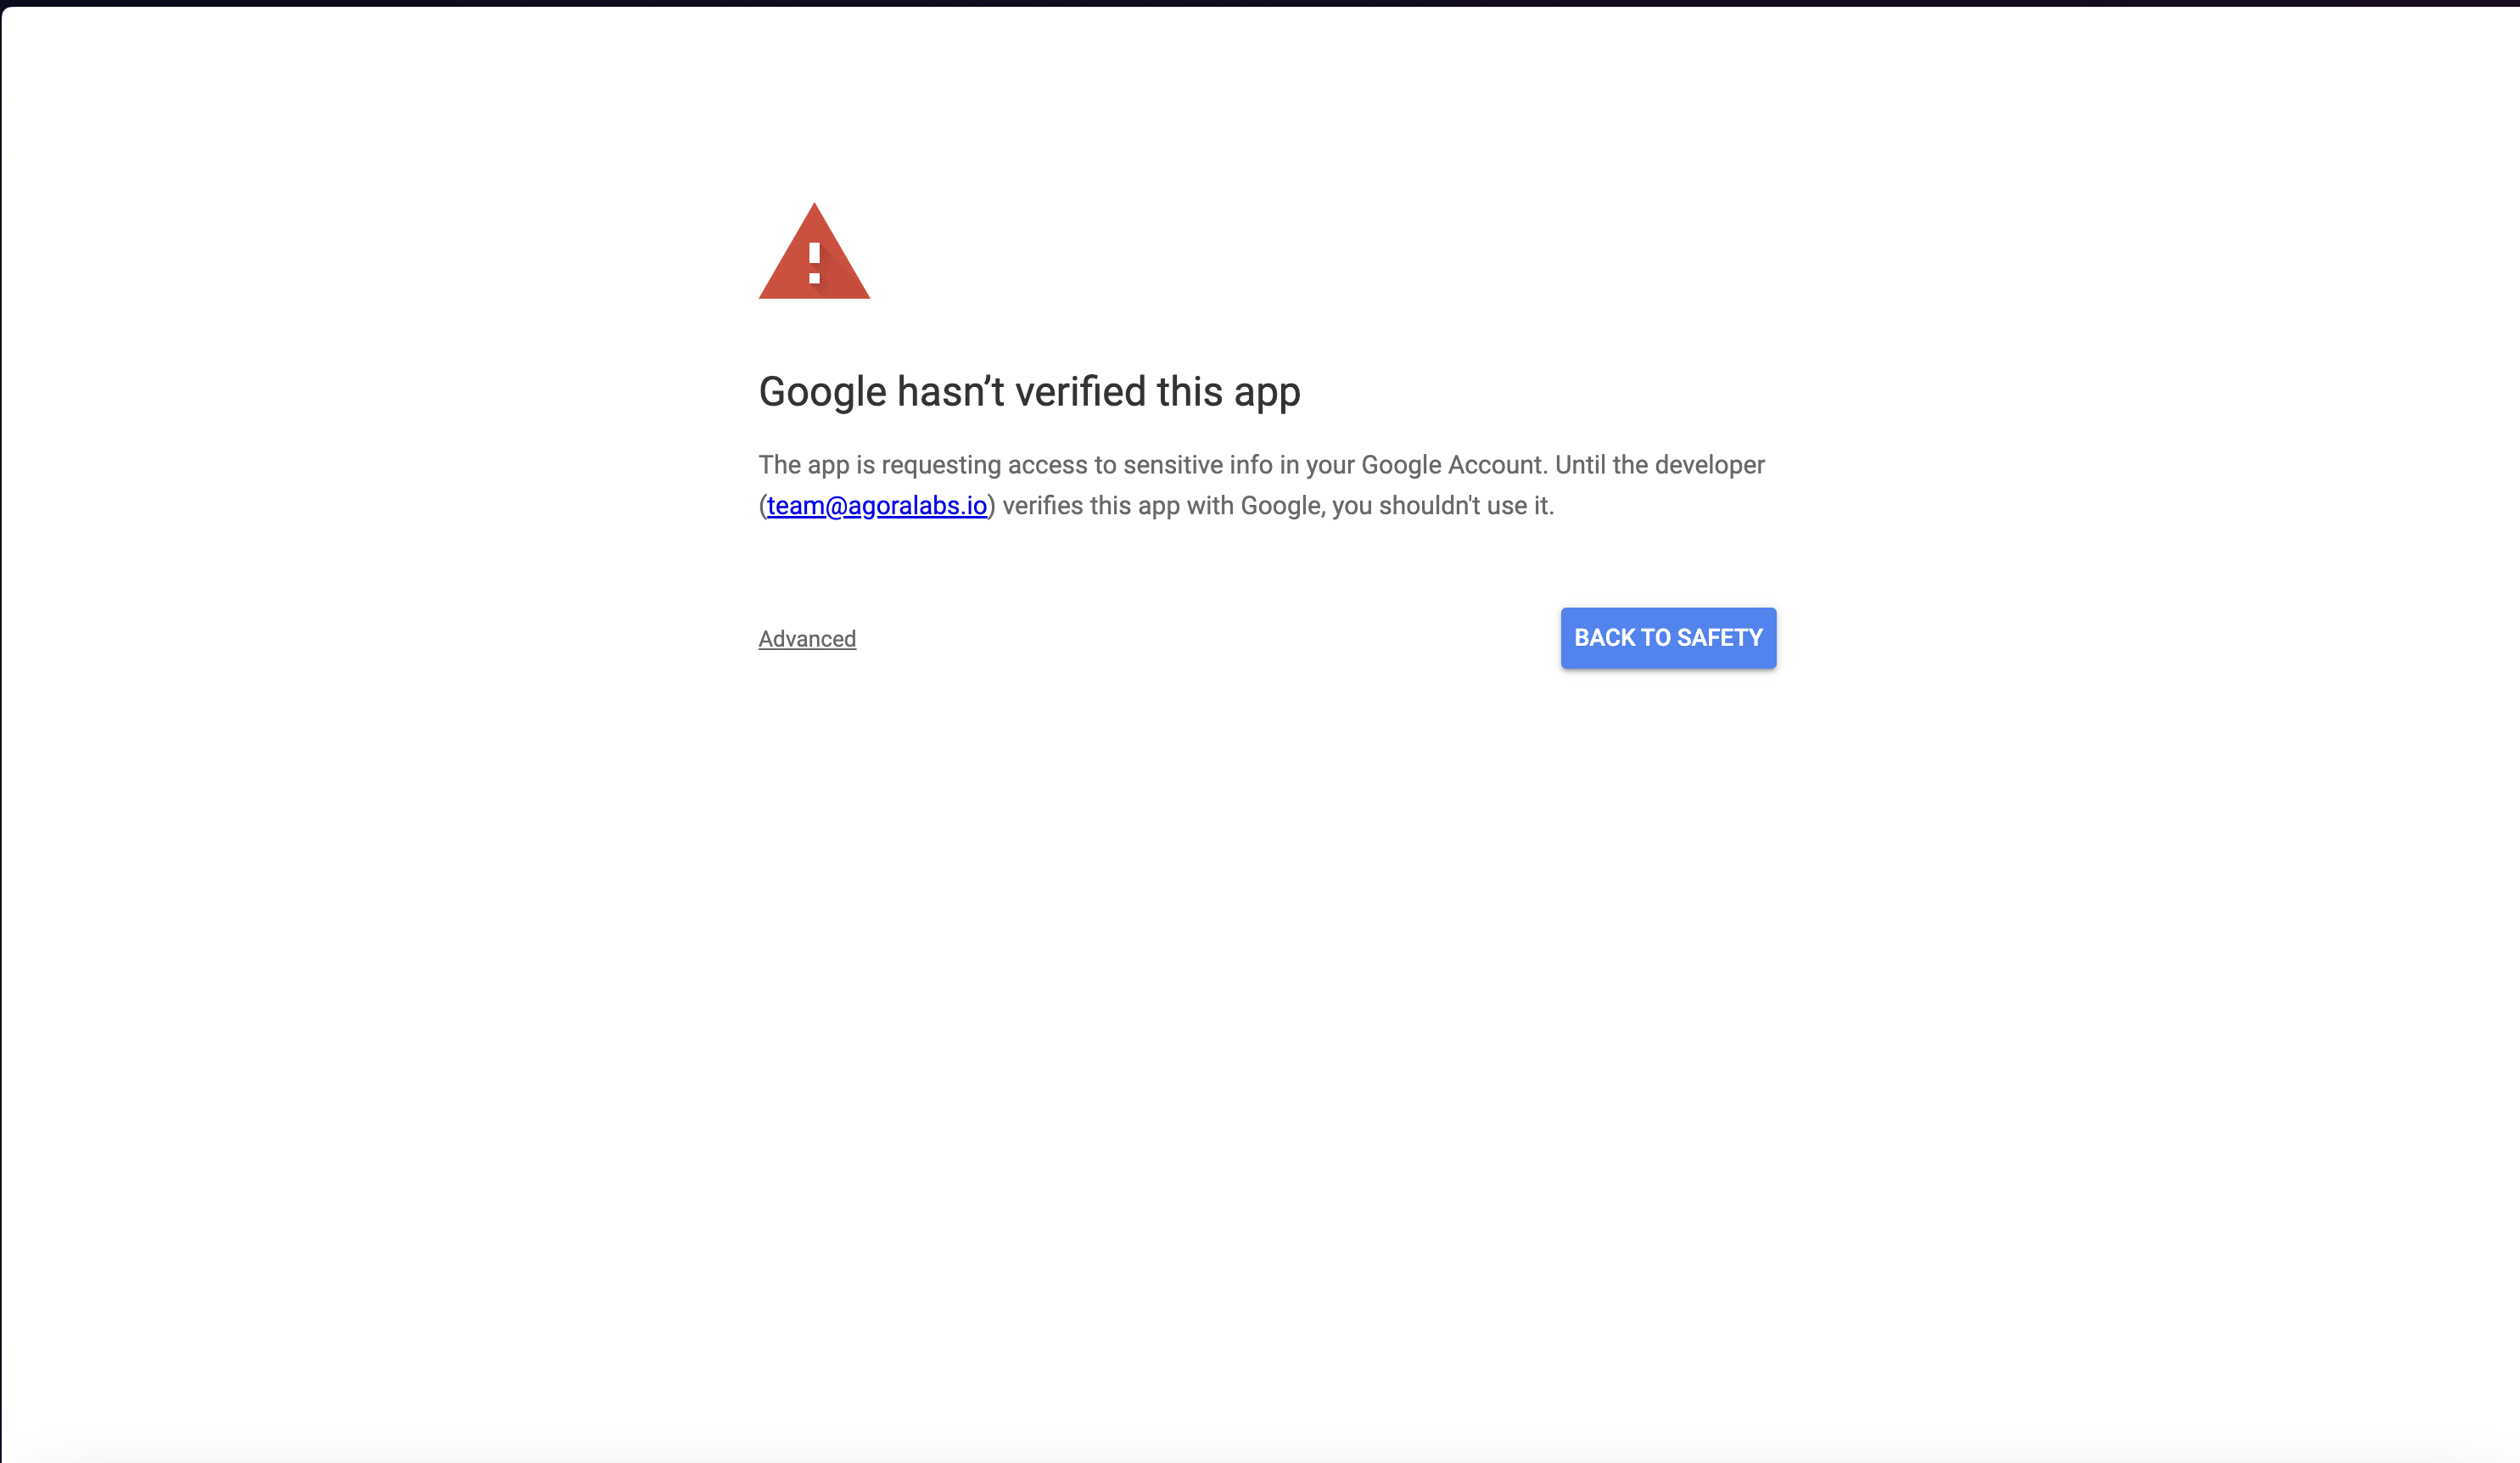 Google hasn’t verified this app
The app is requesting access to sensitive info in your Google Account. Until the developer
(team@agoralabs.io) verifies this app with Google, you shouldn't use it.
Advanced
BACK TO SAFETY